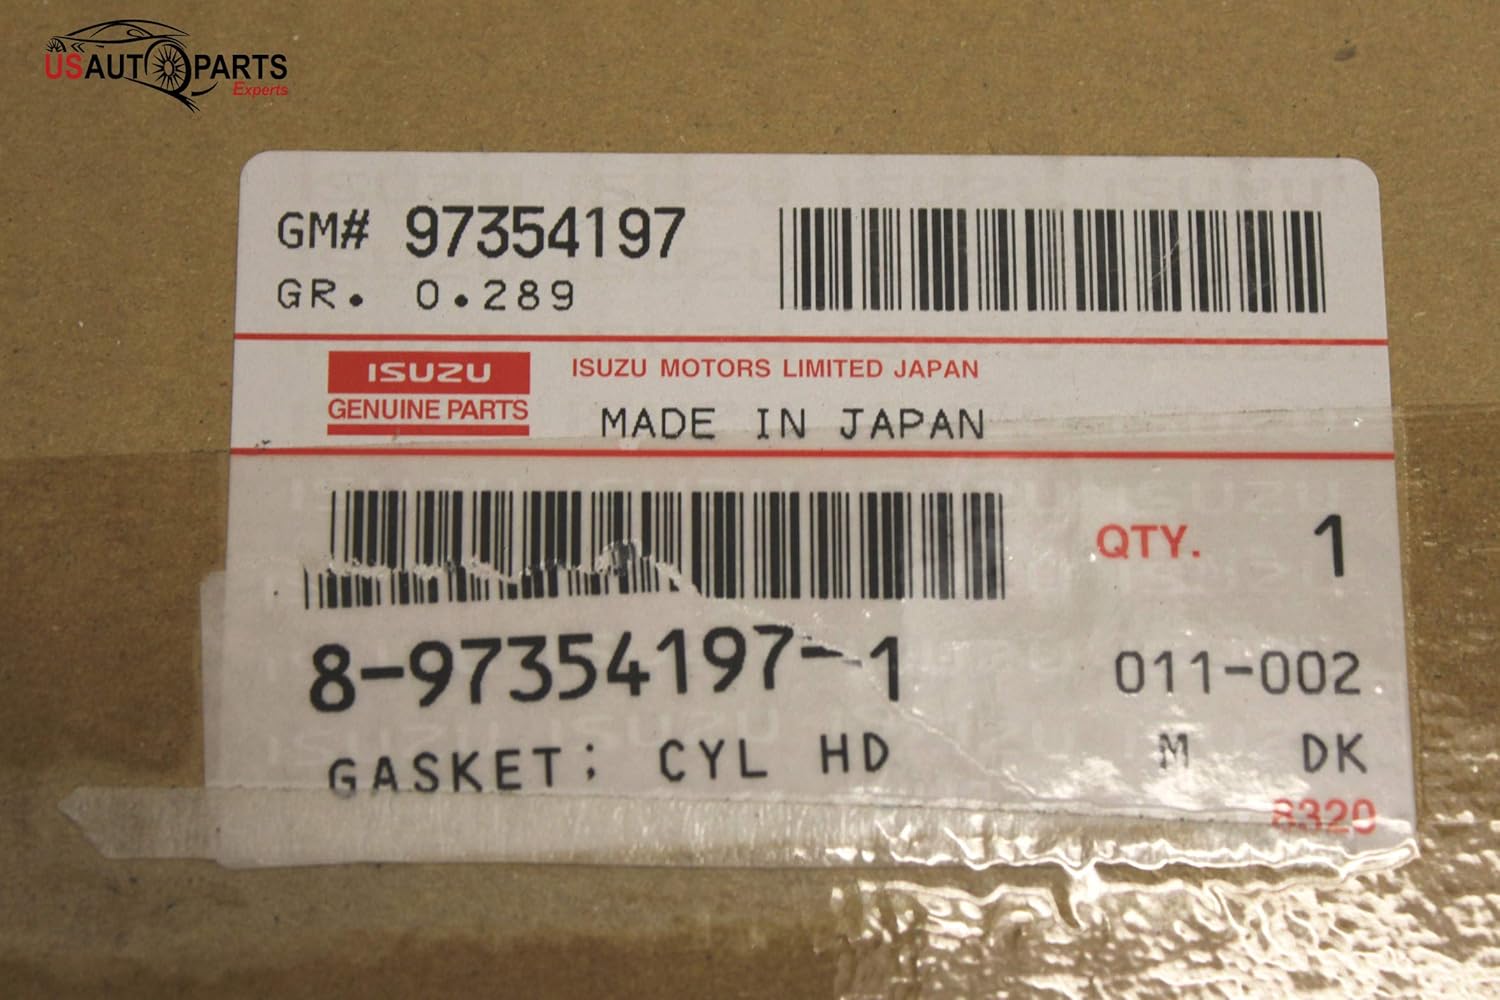 USAUTOPARTS
Experts
GM# 97354197
GR. 0.289
ISUZU
GENUINE PARTS
ISUZU MOTORS LIMITED JAPAN
MADE IN JAPAN
QTY. 1
8-97354197-1
011-002
GASKET; CYL HD
M DK
8320